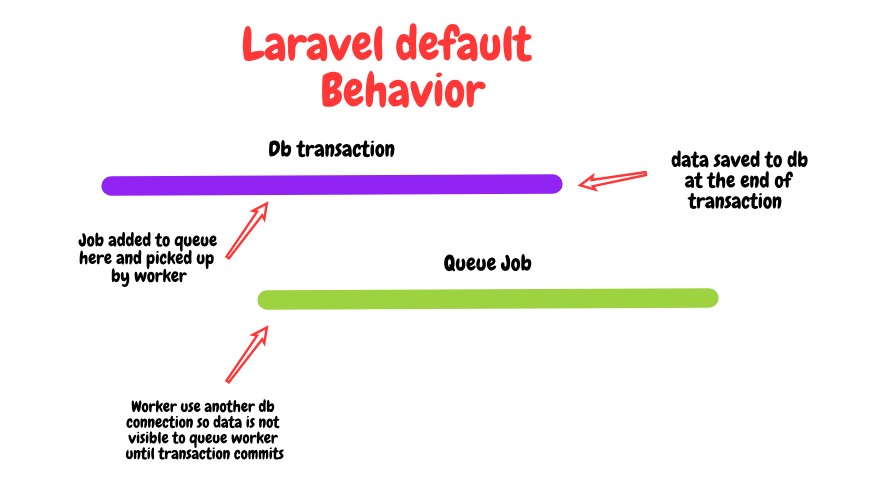 Laravel default
Behavior
Db transaction
data saved to db
at the end of
transaction
Job added to queue
here and picked up
by worker
Queue Job
Worker use another db
connection so data is not
visible to queue worker
until transaction commits